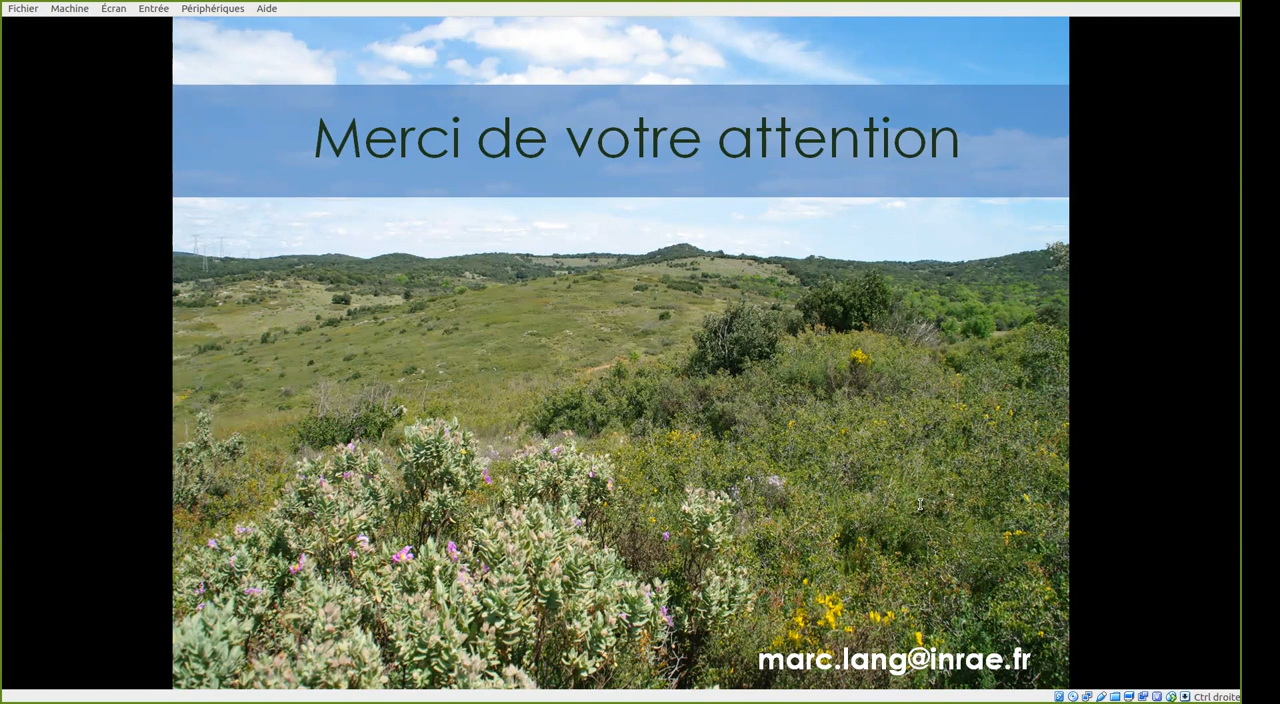 Fichier Machine Écran Entrée Périphériques Aide
Merci de votre attention
marc.lang@inrae.fr
Ctrl droite